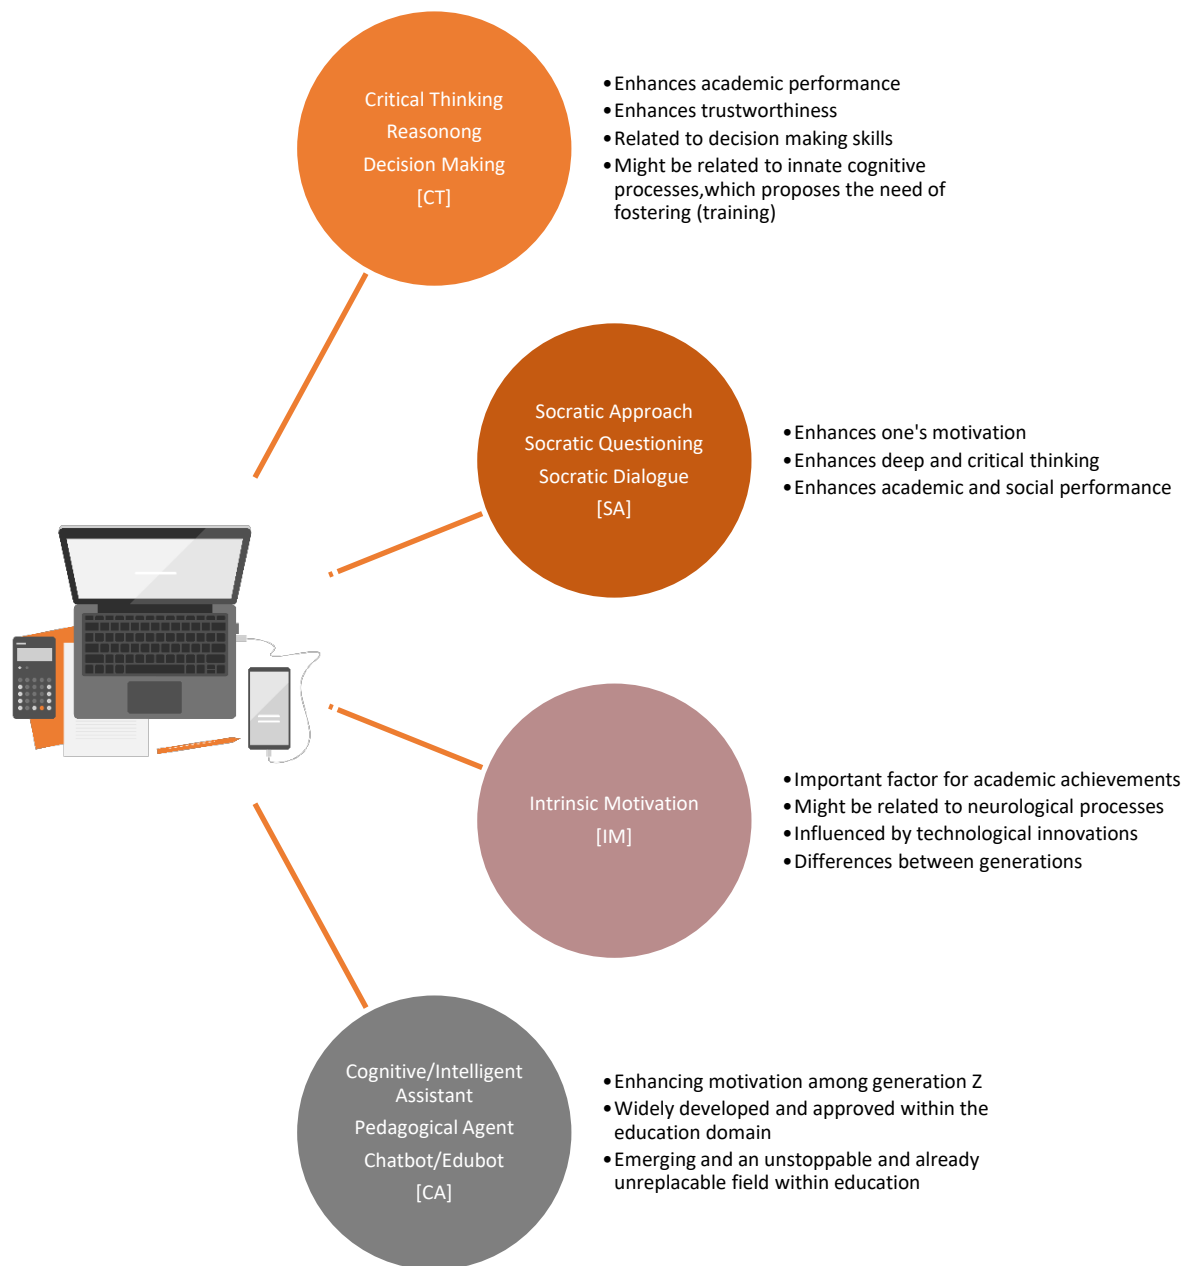 Critical Thinking
Reasonong
Decision Making
[CT]
•Enhances academic performance
•Enhances trustworthiness
•Related to decision making skills
•Might be related to innate cognitive
processes,which proposes the need of
fostering (training)
Socratic Approach
Socratic Questioning
Socratic Dialogue
[SA]
•Enhances one's motivation
•Enhances deep and critical thinking
•Enhances academic and social performance
Intrinsic Motivation
[IM]
•Important factor for academic achievements
•Might be related to neurological processes
•Influenced by technological innovations
•Differences between generations
Cognitive/Intelligent
Assistant
Pedagogical Agent
Chatbot/Edubot
[CA]
•Enhancing motivation among generation Z
•Widely developed and approved within the
education domain
•Emerging and an unstoppable and already
unreplacable field within education